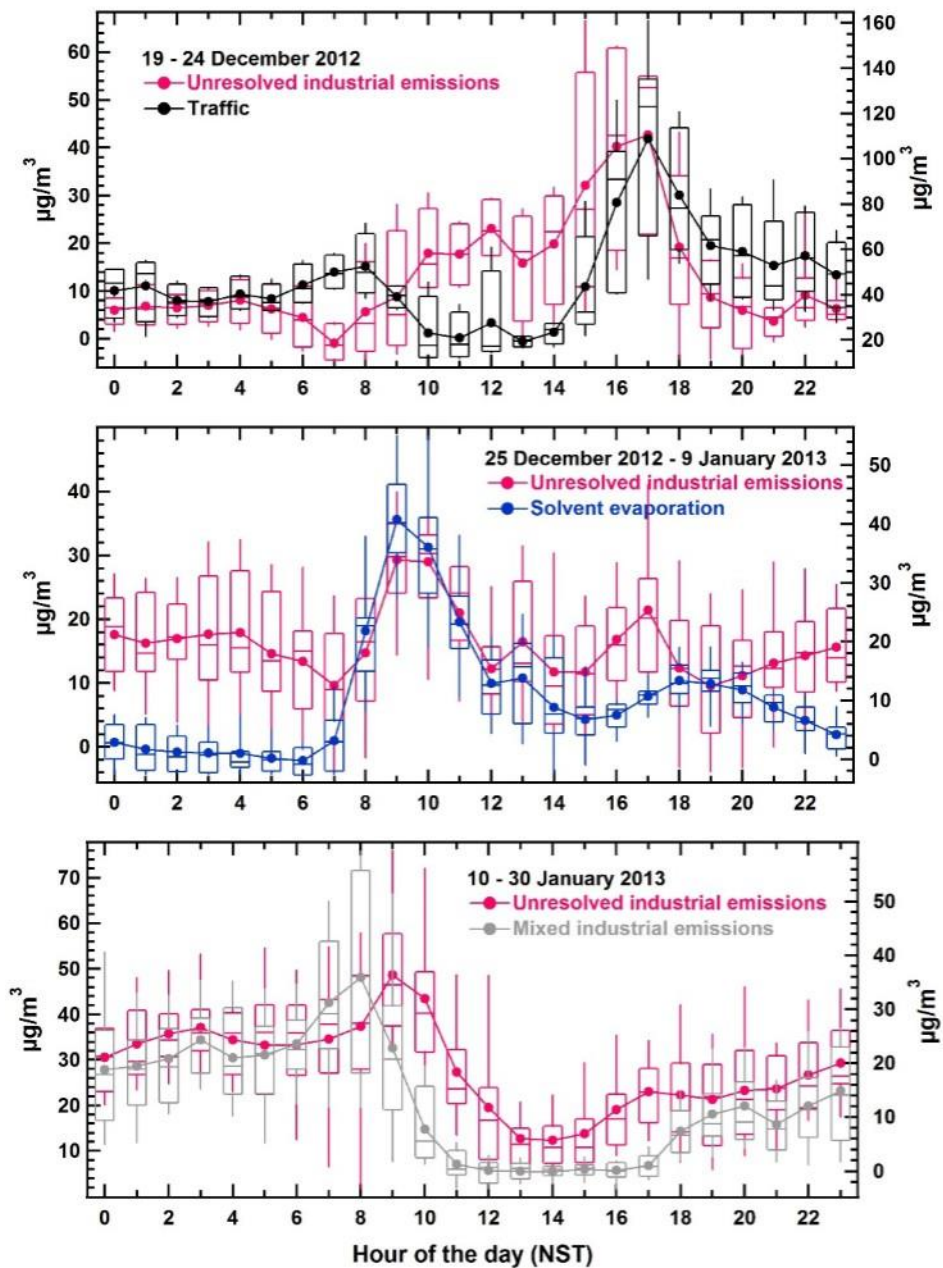 19 - 24 December 2012
Unresolved industrial emissions
Traffic
µg/m³
60
50
40
30
20
10
0
160
140
120
100
80
60
40
20
µg/m³
0 2 4 6 8 10 12 14 16 18 20 22
25 December 2012 - 9 January 2013
Unresolved industrial emissions
Solvent evaporation
µg/m³
40
30
20
10
0
50
40
30
20
10
0
µg/m³
0 2 4 6 8 10 12 14 16 18 20 22
10 - 30 January 2013
Unresolved industrial emissions
Mixed industrial emissions
µg/m³
70
60
50
40
30
20
10
50
40
30
20
10
0
µg/m³
0 2 4 6 8 10 12 14 16 18 20 22
Hour of the day (NST)